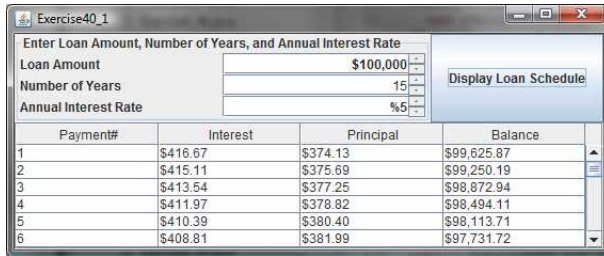 Exercise40_1
Enter Loan Amount, Number of Years, and Annual Interest Rate
Loan Amount $100,000
Number of Years 15
Annual Interest Rate %5
Display Loan Schedule
Payment# Interest Principal Balance
1 $416.67 $374.13 $99,625.87
2 $415.11 $375.69 $99,250.19
3 $413.54 $377.25 $98,872.94
4 $411.97 $378.82 $98,494.11
5 $410.39 $380.40 $98,113.71
6 $408.81 $381.99 $97,731.72